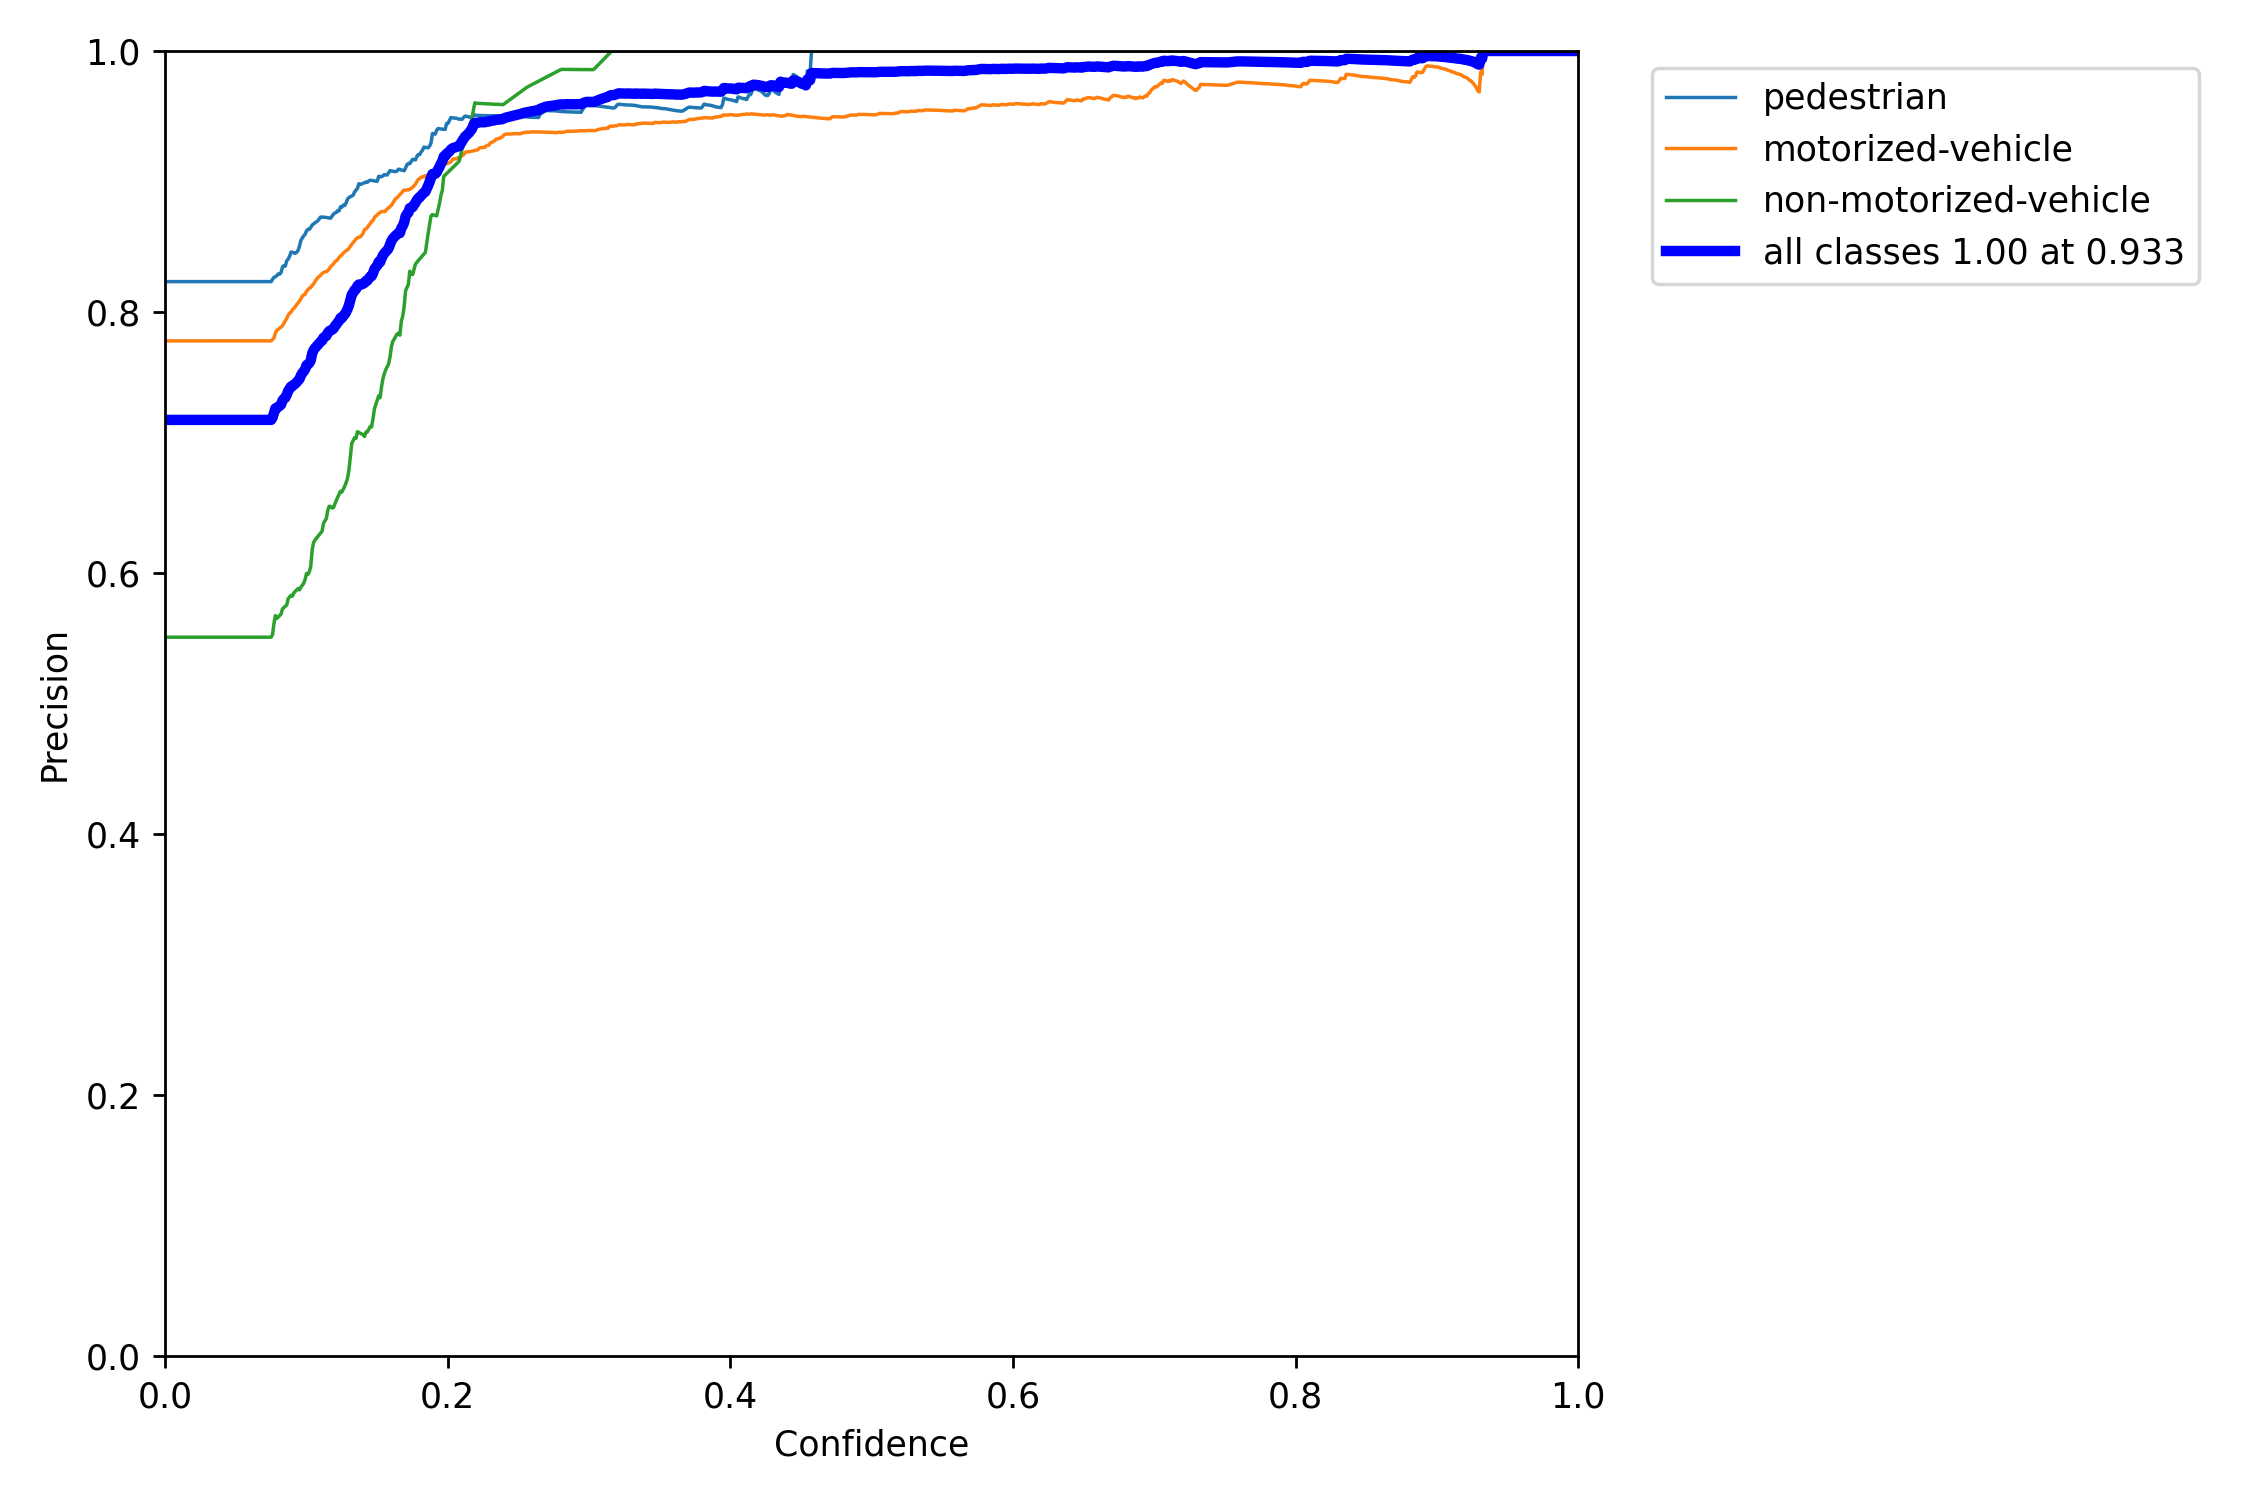 1.0
0.8
0.6
0.4
0.2
0.0
Precision
0.0 0.2 0.4 0.6 0.8 1.0
Confidence
pedestrian
motorized-vehicle
non-motorized-vehicle
all classes 1.00 at 0.933